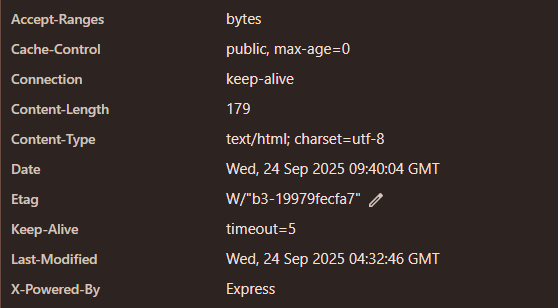 Accept-Ranges bytes
Cache-Control public, max-age=0
Connection keep-alive
Content-Length 179
Content-Type text/html; charset=utf-8
Date Wed, 24 Sep 2025 09:40:04 GMT
Etag W/"b3-19979fecfa7"
Keep-Alive timeout=5
Last-Modified Wed, 24 Sep 2025 04:32:46 GMT
X-Powered-By Express